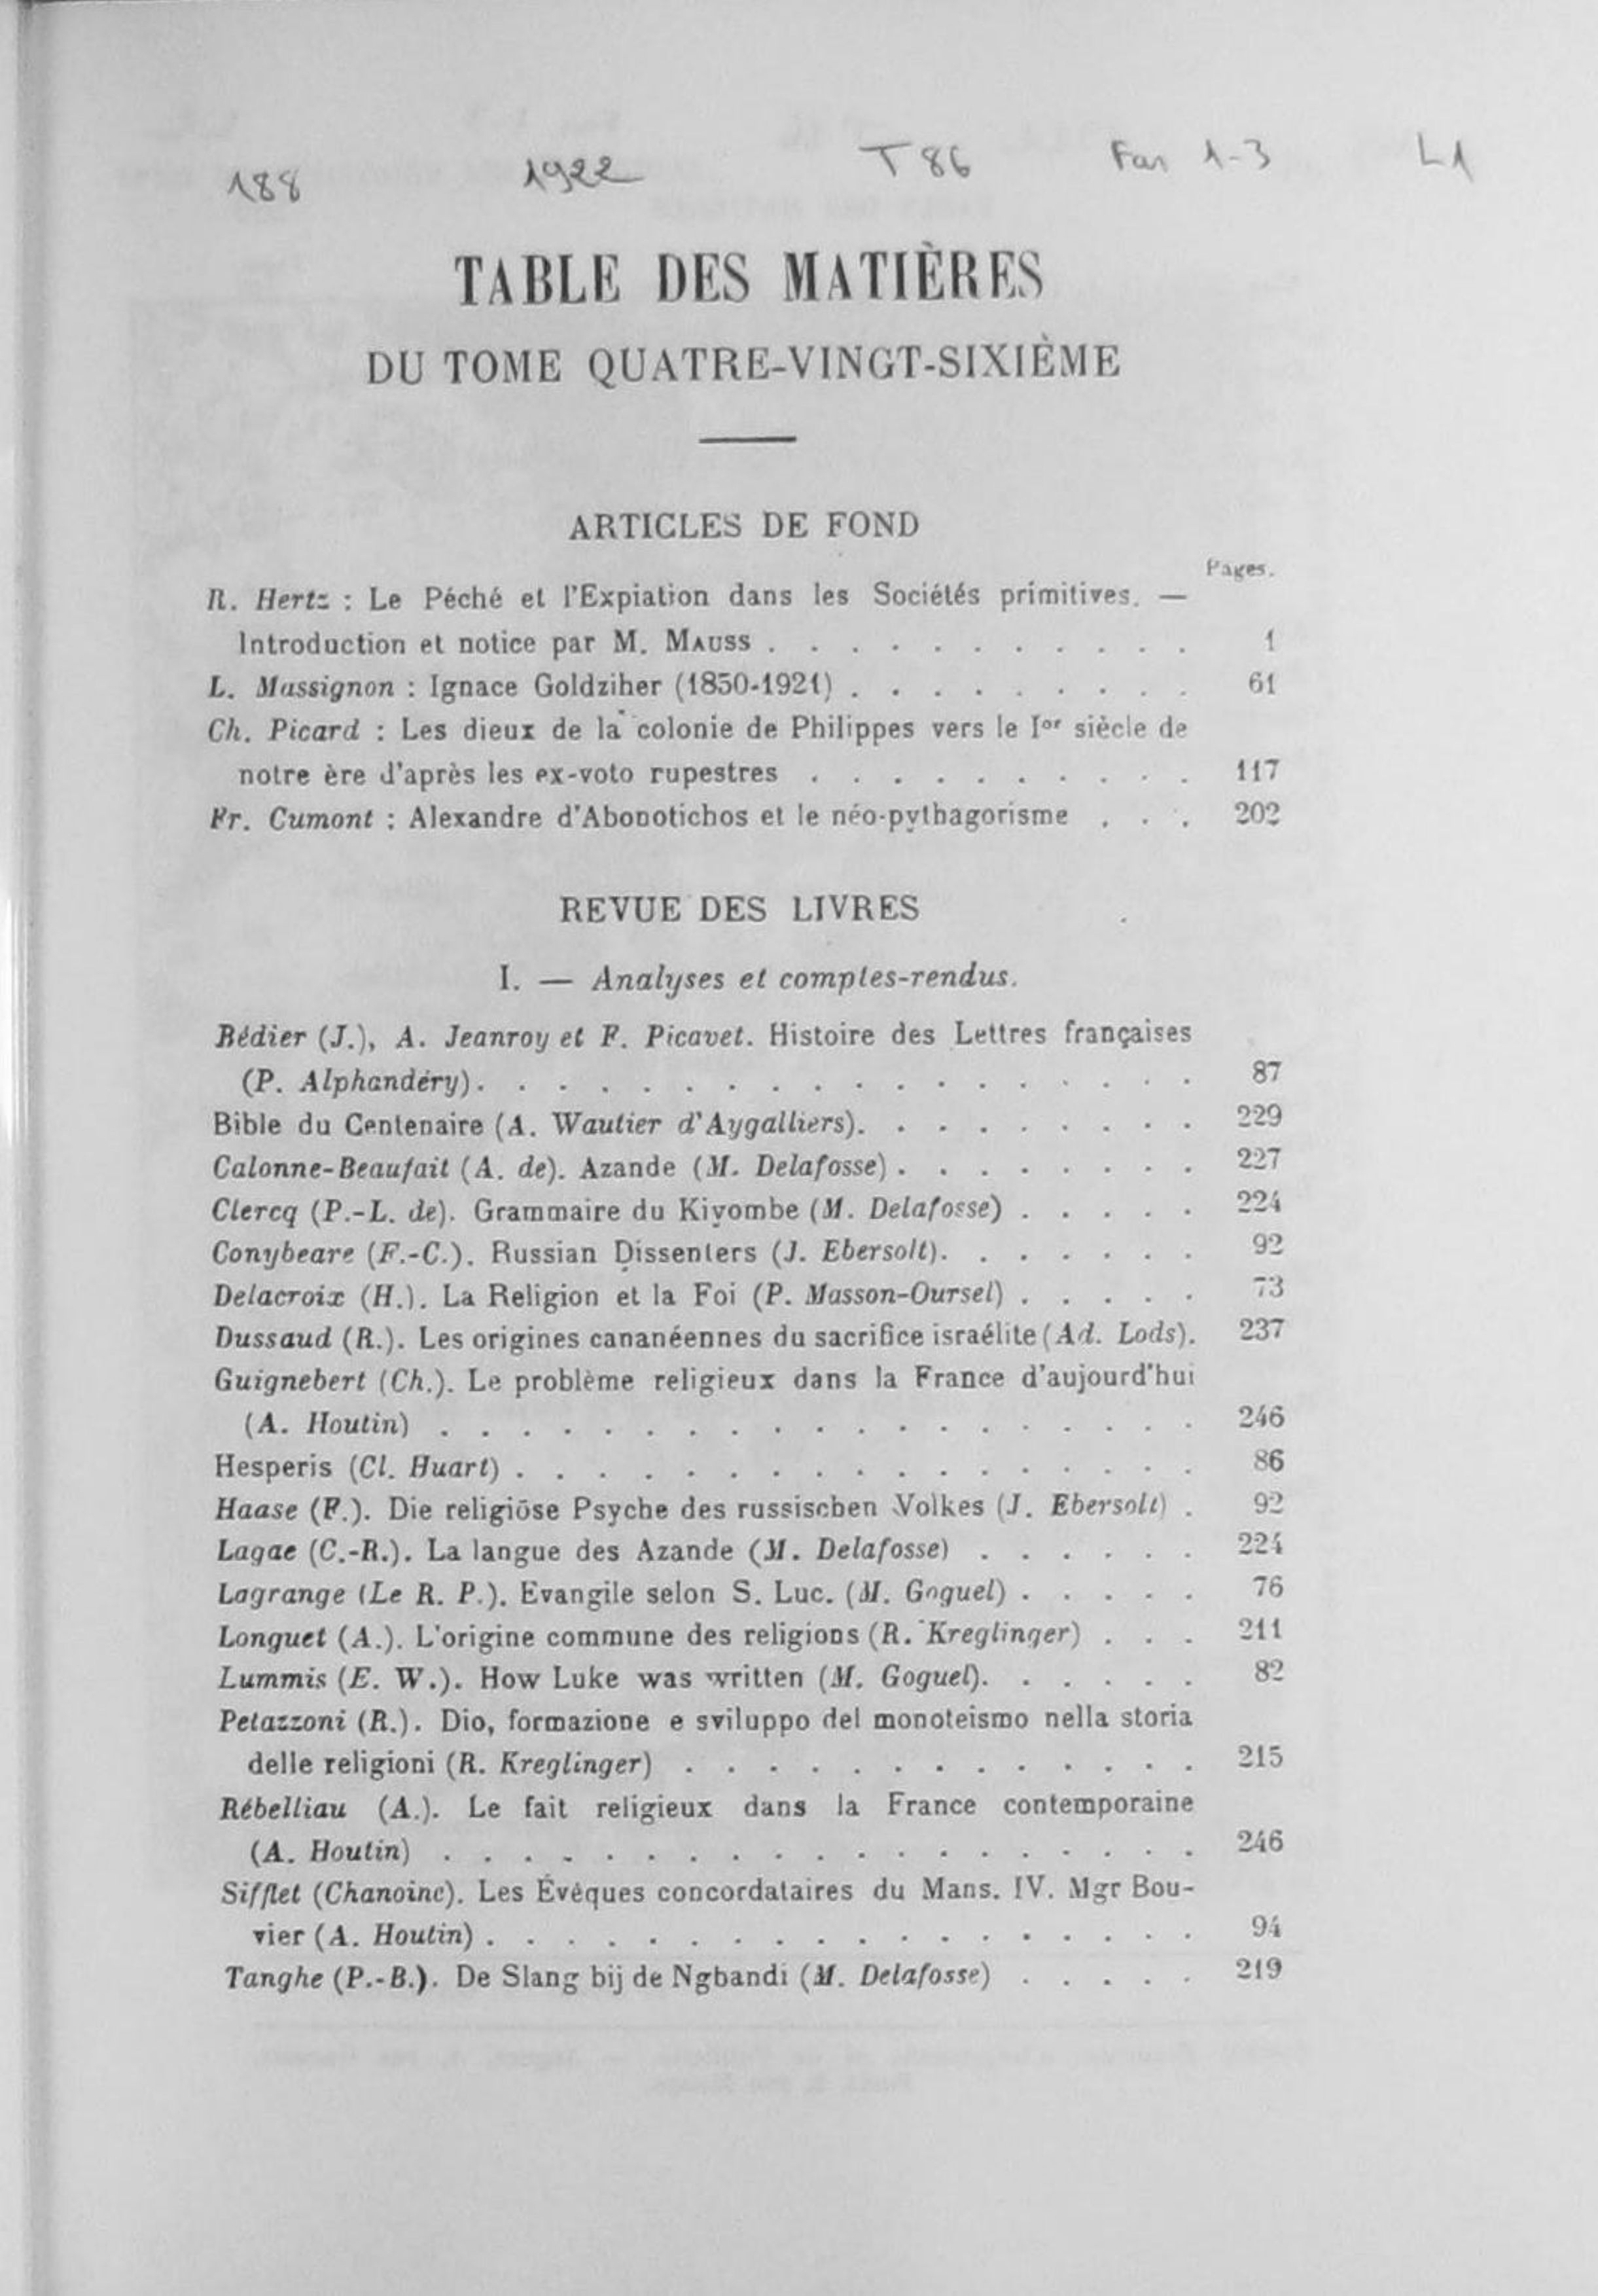 188 1922 T 86 Fas 1-3 L1
TABLE DES MATIÈRES
DU TOME QUATRE-VINGT-SIXIÈME
ARTICLES DE FOND
Pages.
R. Hertz : Le Péché et l'Expiation dans les Sociétés primitives. —
Introduction et notice par M. MAUSS . . . . . . . . . . . 1
L. Massignon : Ignace Goldziher (1850-1921) . . . . . . . . . 61
Ch. Picard : Les dieux de la colonie de Philippes vers le Ier siècle de
notre ère d'après les ex-voto rupestres . . . . . . . . . . 117
Fr. Cumont : Alexandre d'Abonotichos et le néo-pythagorisme . . . 202
REVUE DES LIVRES
I. — Analyses et comptes-rendus.
Bédier (J.), A. Jeanroy et F. Picavet. Histoire des Lettres françaises
(P. Alphandéry). . . . . . . . . . . . . . . . . . 87
Bible du Centenaire (A. Wautier d'Aygalliers). . . . . . . . . 229
Calonne-Beaufait (A. de). Azande (M. Delafosse) . . . . . . . . 227
Clercq (P.-L. de). Grammaire du Kiyombe (M. Delafosse) . . . . . 224
Conybeare (F.-C.). Russian Dissenters (J. Ebersolt). . . . . . . 92
Delacroix (H.). La Religion et la Foi (P. Masson-Oursel) . . . . . 73
Dussaud (R.). Les origines cananéennes du sacrifice israélite (Ad. Lods). 237
Guignebert (Ch.). Le problème religieux dans la France d'aujourd'hui
(A. Houtin) . . . . . . . . . . . . . . . . . . . 246
Hesperis (Cl. Huart) . . . . . . . . . . . . . . . . . 86
Haase (F.). Die religiöse Psyche des russischen Volkes (J. Ebersolt) . 92
Lagae (C.-R.). La langue des Azande (M. Delafosse) . . . . . . 224
Lagrange (Le R. P.). Evangile selon S. Luc. (M. Goguel) . . . . . 76
Longuet (A.). L'origine commune des religions (R. Kreglinger) . . . 211
Lummis (E. W.). How Luke was written (M. Goguel). . . . . . 82
Petazzoni (R.). Dio, formazione e sviluppo del monoteismo nella storia
delle religioni (R. Kreglinger) . . . . . . . . . . . . . 215
Rébelliau (A.). Le fait religieux dans la France contemporaine
(A. Houtin) . . . . . . . . . . . . . . . . . . . 246
Sifflet (Chanoine). Les Évêques concordataires du Mans. IV. Mgr Bou-
vier (A. Houtin) . . . . . . . . . . . . . . . . . . 94
Tanghe (P.-B.). De Slang bij de Ngbandi (M. Delafosse) . . . . . 219